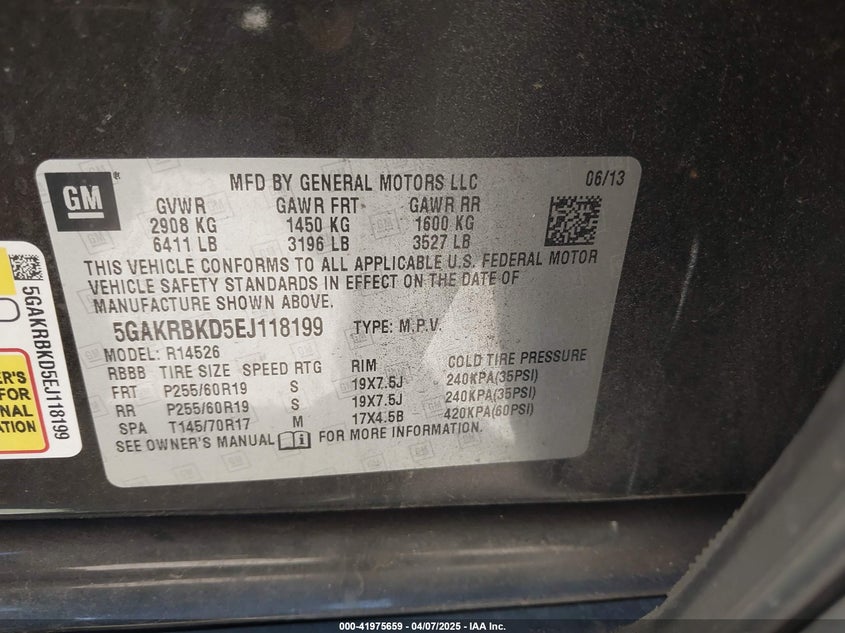 GM
MFD BY GENERAL MOTORS LLC 06/13
GVWR GAWR FRT GAWR RR
2908 KG 1450 KG 1600 KG
6411 LB 3196 LB 3527 LB
THIS VEHICLE CONFORMS TO ALL APPLICABLE U.S. FEDERAL MOTOR
VEHICLE SAFETY STANDARDS IN EFFECT ON THE DATE OF
MANUFACTURE SHOWN ABOVE.
5GAKRBKD5EJ118199 TYPE: M.P.V.
MODEL: R14526
RBBB TIRE SIZE SPEED RTG RIM COLD TIRE PRESSURE
FRT P255/60R19 S 19X7.5J 240KPA(35PSI)
RR P255/60R19 S 19X7.5J 240KPA(35PSI)
SPA T145/70R17 M 17X4.5B 420KPA(60PSI)
SEE OWNER'S MANUAL FOR MORE INFORMATION.
5GAKRBKD5EJ118199
ER'S
FOR
NAL
ATION
000-41975659 - 04/07/2025 - IAA Inc.